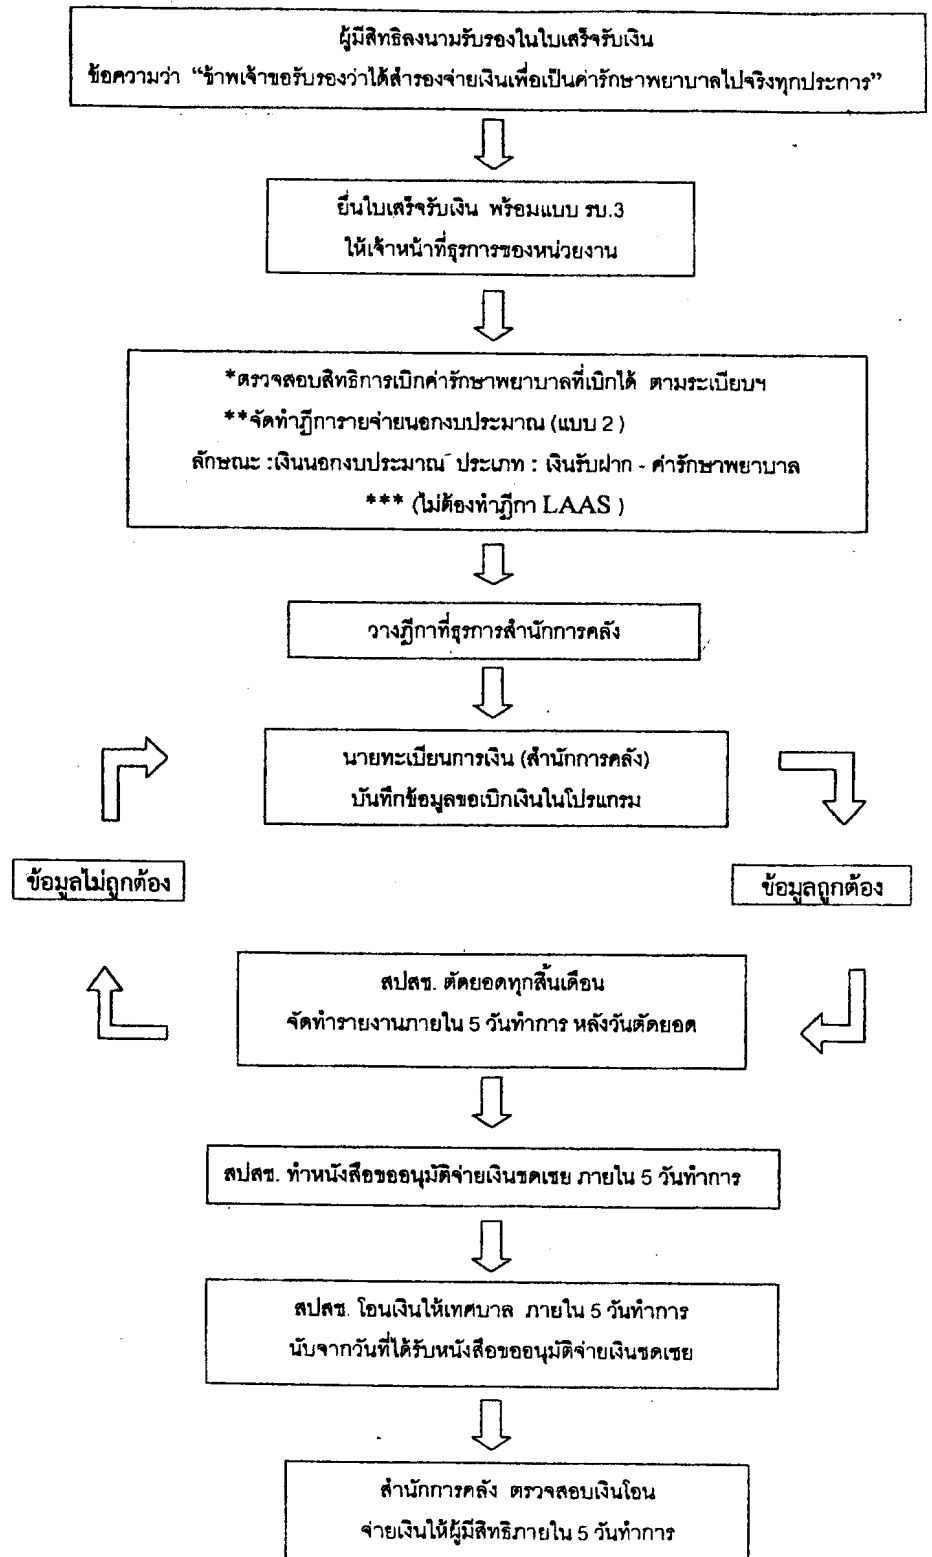 ผู้มีสิทธิลงนามรับรองในใบเสร็จรับเงิน
ข้อความว่า “ข้าพเจ้าขอรับรองว่าได้สำรองจ่ายเงินเพื่อเป็นค่ารักษาพยาบาลไปจริงทุกประการ”
ยื่นใบเสร็จรับเงิน พร้อมแบบ รบ.3
ให้เจ้าหน้าที่ธุรการของหน่วยงาน
*ตรวจสอบสิทธิการเบิกค่ารักษาพยาบาลที่เบิกได้ ตามระเบียบฯ
**จัดทำฎีการายจ่ายนอกงบประมาณ (แบบ 2 )
ลักษณะ :เงินนอกงบประมาณ ประเภท : เงินรับฝาก - ค่ารักษาพยาบาล
*** (ไม่ต้องทำฎีกา LAAS )
วางฎีกาที่ธุรการสำนักการคลัง
นายทะเบียนการเงิน (สำนักการคลัง)
บันทึกข้อมูลขอเบิกเงินในโปรแกรม
ข้อมูลไม่ถูกต้อง
ข้อมูลถูกต้อง
สปสช. ตัดยอดทุกสิ้นเดือน
จัดทำรายงานภายใน 5 วันทำการ หลังวันตัดยอด
สปสช. ทำหนังสือขออนุมัติจ่ายเงินชดเชย ภายใน 5 วันทำการ
สปสช. โอนเงินให้เทศบาล ภายใน 5 วันทำการ
นับจากวันที่ได้รับหนังสือขออนุมัติจ่ายเงินชดเชย
สำนักการคลัง ตรวจสอบเงินโอน
จ่ายเงินให้ผู้มีสิทธิภายใน 5 วันทำการ